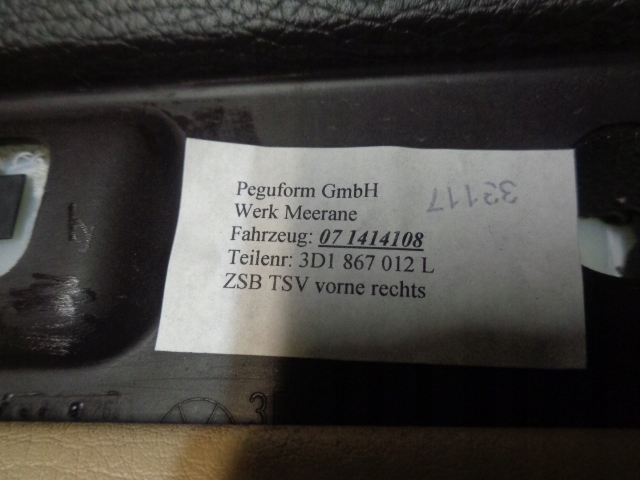 Peguform GmbH
Werk Meerane
Fahrzeug: 07 1414108
Teilenr: 3D1 867 012 L
ZSB TSV vorne rechts
33117